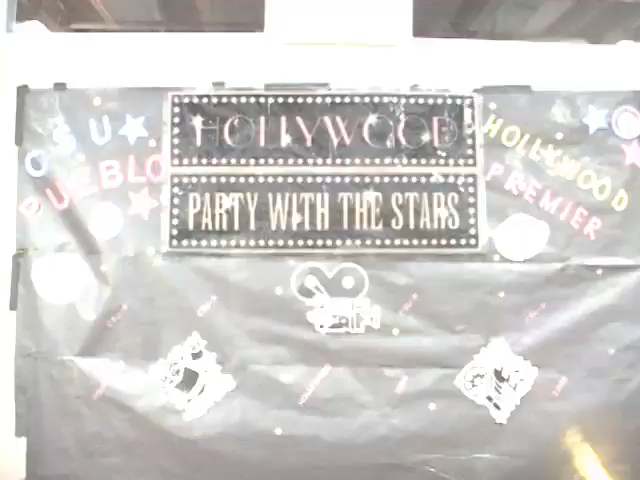 CSU
PUEBLO
HOLLYWOOD
PARTY WITH THE STARS
HOLLYWOOD
PREMIER